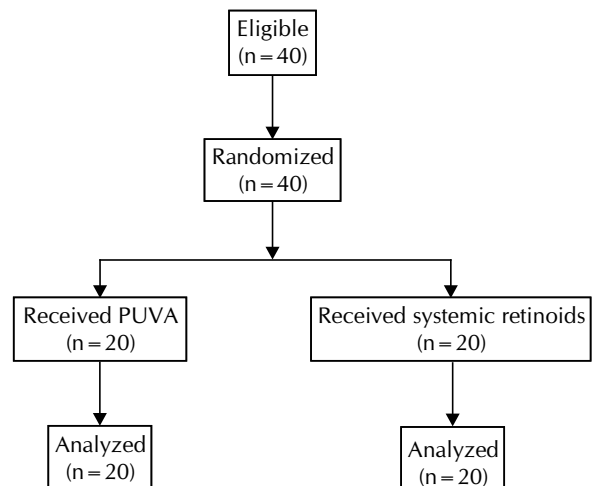 Eligible
(n = 40)
Randomized
(n = 40)
Received PUVA
(n = 20)
Received systemic retinoids
(n = 20)
Analyzed
(n = 20)
Analyzed
(n = 20)